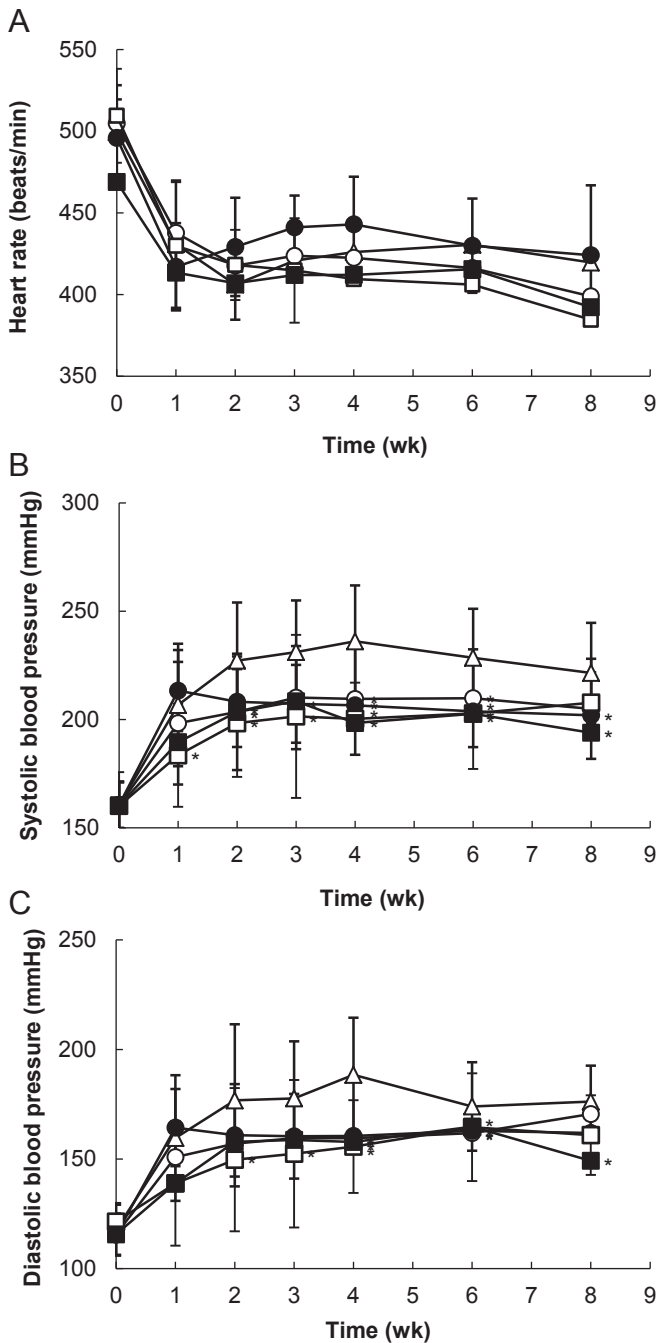 A
Heart rate (beats/min)
550
500
450
400
350
0 1 2 3 4 5 6 7 8 9
Time (wk)
B
Systolic blood pressure (mmHg)
300
250
200
150
* * * * * * * * * * * * * * *
0 1 2 3 4 5 6 7 8 9
Time (wk)
C
Diastolic blood pressure (mmHg)
250
200
150
100
* * * * * * * *
0 1 2 3 4 5 6 7 8 9
Time (wk)